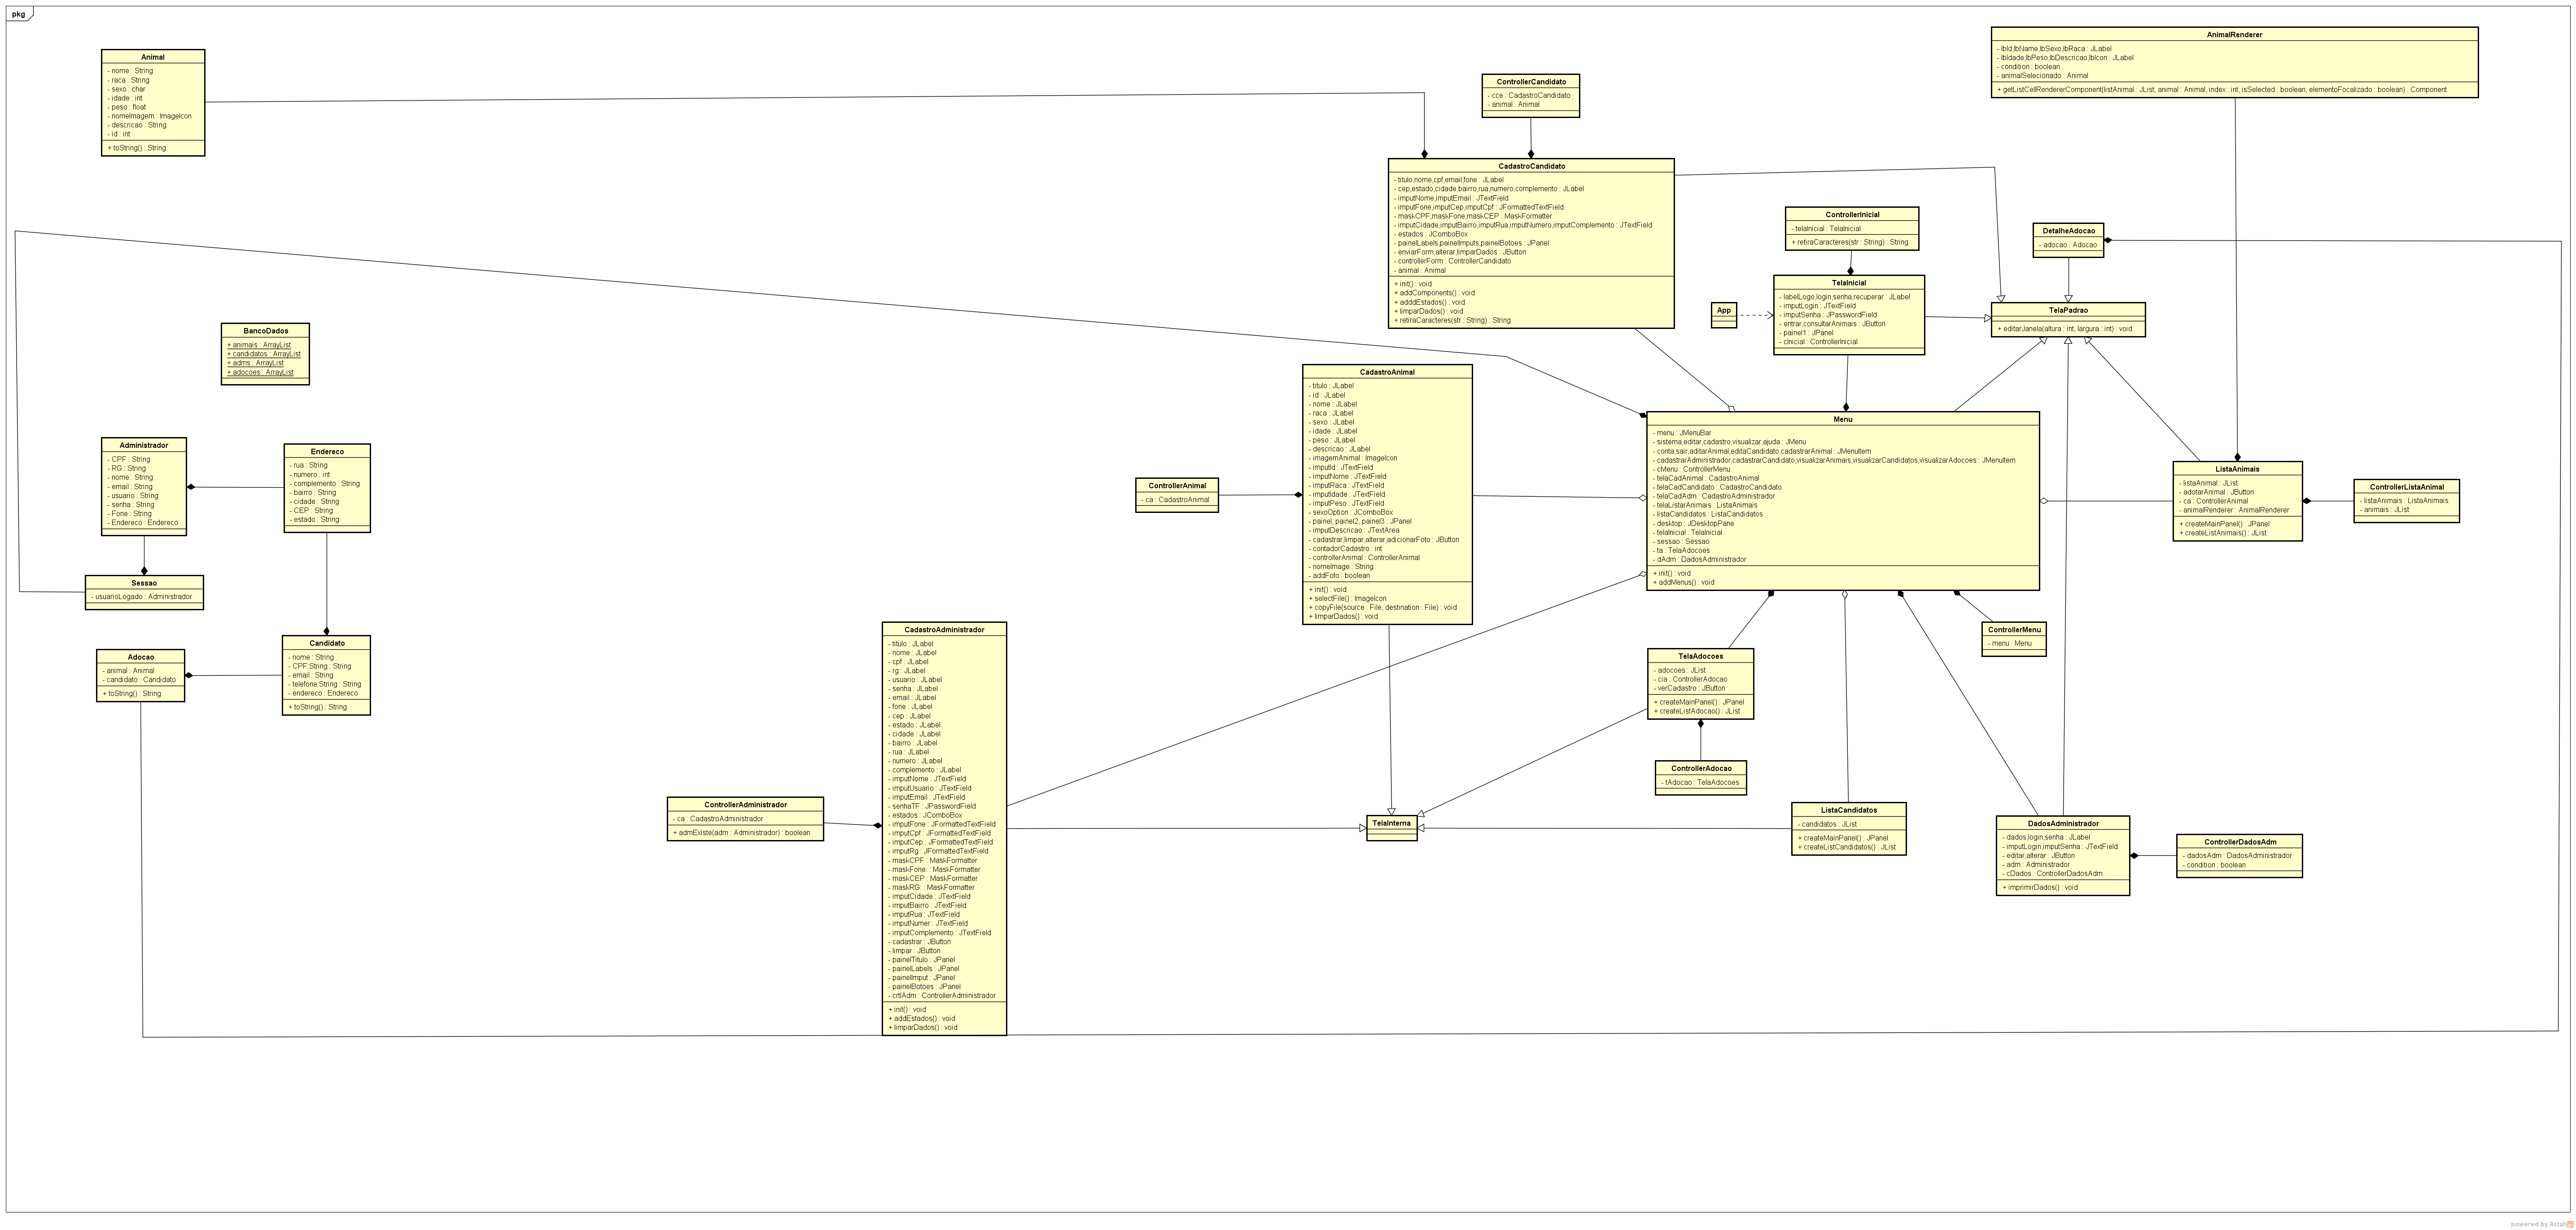 pkg
AnimalRenderer
- lbId,lbName,lbSexo,lbRaca : JLabel
- lbIdade,lbPeso,lbDescricao,lbIcon : JLabel
- condition : boolean
- animalSelecionado : Animal
+ getListCellRendererComponent(listAnimal : JList, animal : Animal, index : int, isSelected : boolean, elementoFocalizado : boolean) : Component
Animal
- nome : String
- raca : String
- sexo : char
- idade : int
- peso : float
- nomeImagem : ImageIcon
- descricao : String
- id : int
+ toString() : String
ControllerCandidato
- cce : CadastroCandidato
- animal : Animal
CadastroCandidato
- titulo,nome,cpf,email,fone : JLabel
- cep,estado,cidade,bairro,rua,numero,complemento : JLabel
- imputNome,imputEmail : JTextField
- imputFone,imputCep,imputCpf : JFormattedTextField
- maskCPF,maskFone,maskCEP : MaskFormatter
- imputCidade,imputBairro,imputRua,imputNumero,imputComplemento : JTextField
- estados : JComboBox
- painelLabels,painelImputs,painelBotoes : JPanel
- enviarForm,alterar,limparDados : JButton
- controllerForm : ControllerCandidato
- animal : Animal
+ init() : void
+ addComponents() : void
+ adddEstados() : void
+ limparDados() : void
+ retiraCaracteres(str : String) : String
ControllerInicial
- telaInicial : TelaInicial
+ retiraCaracteres(str : String) : String
DetalheAdocao
- adocao : Adocao
TelaInicial
- labelLogo,login,senha,recuperar : JLabel
- imputLogin : JTextField
- imputSenha : JPasswordField
- entrar,consultarAnimais : JButton
- painel1 : JPanel
- cInicial : ControllerInicial
App
TelaPadrao
+ editarJanela(altura : int, largura : int) : void
BancoDados
+ animais : ArrayList
+ candidatos : ArrayList
+ adms : ArrayList
+ adocoes : ArrayList
CadastroAnimal
- titulo : JLabel
- id : JLabel
- nome : JLabel
- raca : JLabel
- sexo : JLabel
- idade : JLabel
- peso : JLabel
- descricao : JLabel
- imagemAnimal : ImageIcon
- imputId : JTextField
- imputNome : JTextField
- imputRaca : JTextField
- imputIdade : JTextField
- imputPeso : JTextField
- sexoOption : JComboBox
- painel, painel2, painel3 : JPanel
- imputDescricao : JTextArea
- cadastrar,limpar,alterar,adicionarFoto : JButton
- contadorCadastro : int
- controllerAnimal : ControllerAnimal
- nomeImage : String
- addFoto : boolean
+ init() : void
+ selectFile() : ImageIcon
+ copyFile(source : File, destination : File) : void
+ limparDados() : void
Menu
- menu : JMenuBar
- sistema,editar,cadastro,visualizar,ajuda : JMenu
- conta,sair,aditarAnimal,editaCandidato,cadastrarAnimal : JMenuItem
- cadastrarAdministrador,cadastrarCandidato,visualizarAnimais,visualizarCandidatos,visualizarAdocoes : JMenuItem
- cMenu : ControllerMenu
- telaCadAnimal : CadastroAnimal
- telaCadCandidato : CadastroCandidato
- telaCadAdm : CadastroAdministrador
- telaListarAnimais : ListaAnimais
- listaCandidatos : ListaCandidatos
- desktop : JDesktopPane
- telaInicial : TelaInicial
- sessao : Sessao
- ta : TelaAdocoes
- dAdm : DadosAdministrador
+ init() : void
+ addMenus() : void
Administrador
- CPF : String
- RG : String
- nome : String
- email : String
- usuario : String
- senha : String
- Fone : String
- Endereco : Endereco
Endereco
- rua : String
- numero : int
- complemento : String
- bairro : String
- cidade : String
- CEP : String
- estado : String
ControllerAnimal
- ca : CadastroAnimal
ListaAnimais
- listaAnimal : JList
- adotarAnimal : JButton
- ca : ControllerAnimal
- animalRenderer : AnimalRenderer
+ createMainPanel() : JPanel
+ createListAnimais() : JList
ControllerListaAnimal
- listaAnimais : ListaAnimais
- animais : JList
Sessao
- usuarioLogado : Administrador
CadastroAdministrador
- titulo : JLabel
- nome : JLabel
- cpf : JLabel
- rg : JLabel
- usuario : JLabel
- senha : JLabel
- email : JLabel
- fone : JLabel
- cep : JLabel
- estado : JLabel
- cidade : JLabel
- bairro : JLabel
- rua : JLabel
- numero : JLabel
- complemento : JLabel
- imputNome : JTextField
- imputUsuario : JTextField
- imputEmail : JTextField
- senhaTF : JPasswordField
- estados : JComboBox
- imputFone : JFormattedTextField
- imputCpf : JFormattedTextField
- imputCep : JFormattedTextField
- imputRg : JFormattedTextField
- maskCPF : MaskFormatter
- maskFone: : MaskFormatter
- maskCEP : MaskFormatter
- maskRG: : MaskFormatter
- imputCidade : JTextField
- imputBairro : JTextField
- imputRua : JTextField
- imputNumer : JTextField
- imputComplemento : JTextField
- cadastrar : JButton
- limpar : JButton
- painelTitulo : JPanel
- painelLabels : JPanel
- painelImput : JPanel
- painelBotoes : JPanel
- crtlAdm : ControllerAdministrador
+ init() : void
+ addEstados() : void
+ limparDados() : void
ControllerMenu
- menu : Menu
Candidato
- nome : String
- CPF:String : String
- email : String
- telefone:String : String
- endereco : Endereco
+ toString() : String
Adocao
- animal : Animal
- candidato : Candidato
+ toString() : String
TelaAdocoes
- adocoes : JList
- cia : ControllerAdocao
- verCadastro : JButton
+ createMainPanel() : JPanel
+ createListAdocao() : JList
ControllerAdocao
- tAdocao : TelaAdocoes
ControllerAdministrador
- ca : CadastroAdministrador
+ admExiste(adm : Administrador) : boolean
TelaInterna
ListaCandidatos
- candidatos : JList
+ createMainPanel() : JPanel
+ createListCandidatos() : JList
DadosAdministrador
- dados,login,senha : JLabel
- imputLogin,imputSenha : JTextField
- editar,alterar : JButton
- adm : Administrador
- cDados : ControllerDadosAdm
+ imprimirDados() : void
ControllerDadosAdm
- dadosAdm : DadosAdministrador
- condition : boolean
powered by Astah